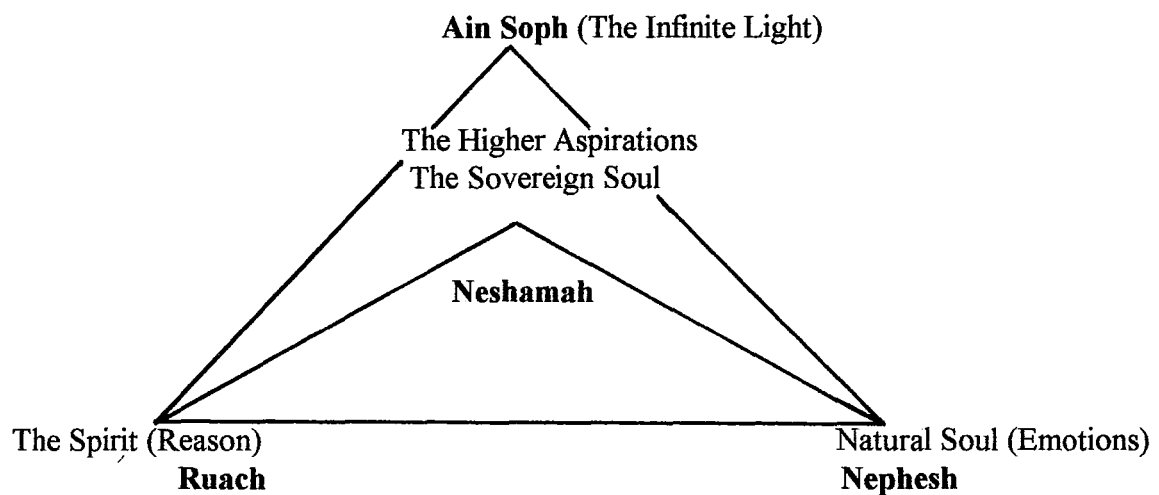 Ain Soph (The Infinite Light)
The Higher Aspirations
The Sovereign Soul
Neshamah
The Spirit (Reason)
Natural Soul (Emotions)
Ruach
Nephesh